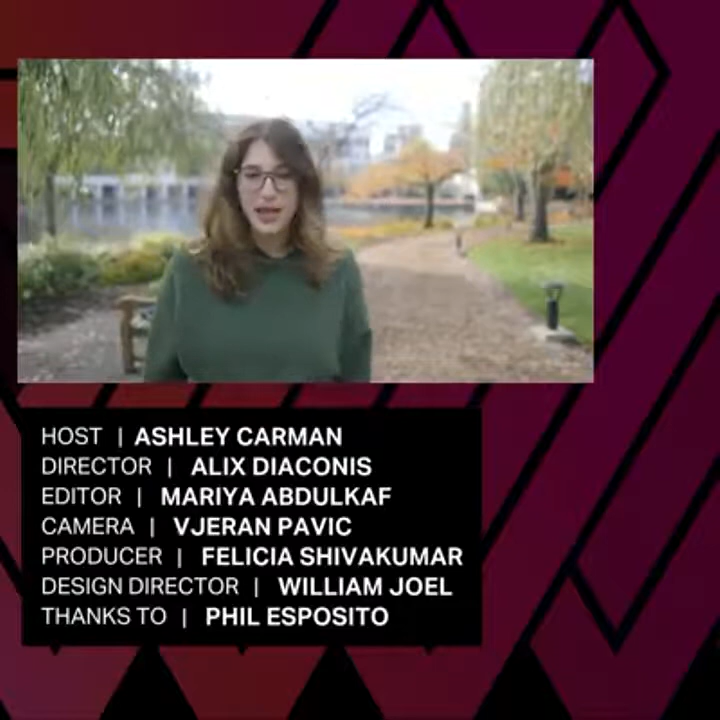 HOST | ASHLEY CARMAN
DIRECTOR | ALIX DIACONIS
EDITOR | MARIYA ABDULKAF
CAMERA | VJERAN PAVIC
PRODUCER | FELICIA SHIVAKUMAR
DESIGN DIRECTOR | WILLIAM JOEL
THANKS TO | PHIL ESPOSITO